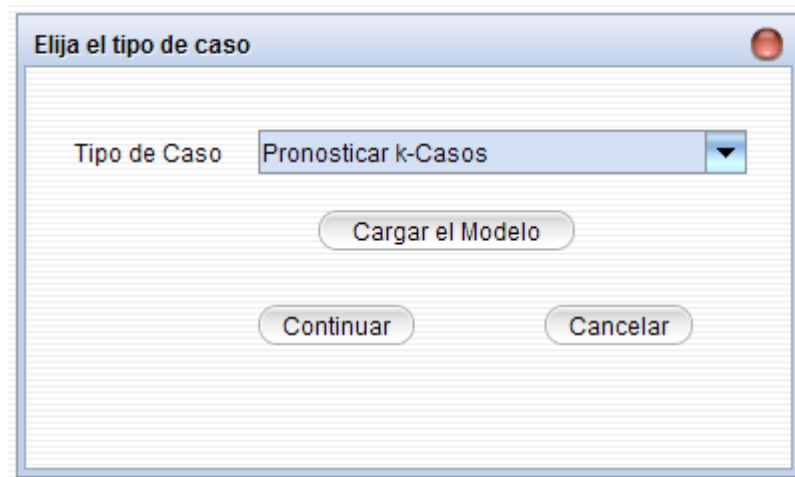 Elija el tipo de caso
Tipo de Caso Pronosticar k-Casos
Cargar el Modelo
Continuar Cancelar